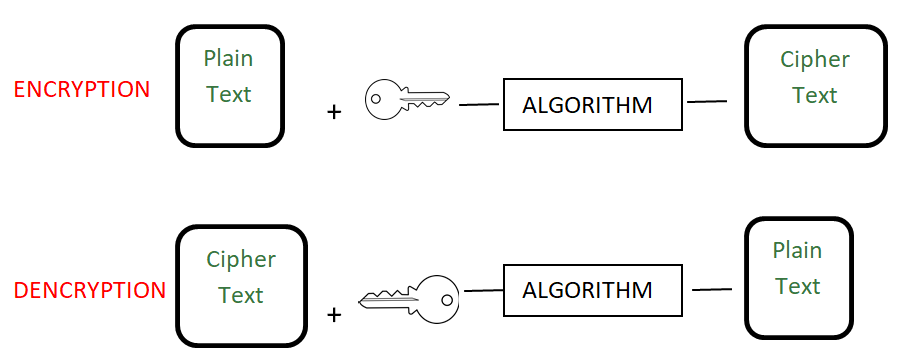 ENCRYPTION
Plain
Text
+
ALGORITHM
Cipher
Text
DENCRYPTION
Cipher
Text
+
ALGORITHM
Plain
Text